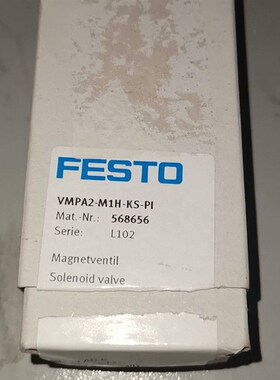 FESTO
VMPA2-M1H-KS-PI
Mat.-Nr.: 568656
Serie: L102
Magnetventil
Solenoid valve